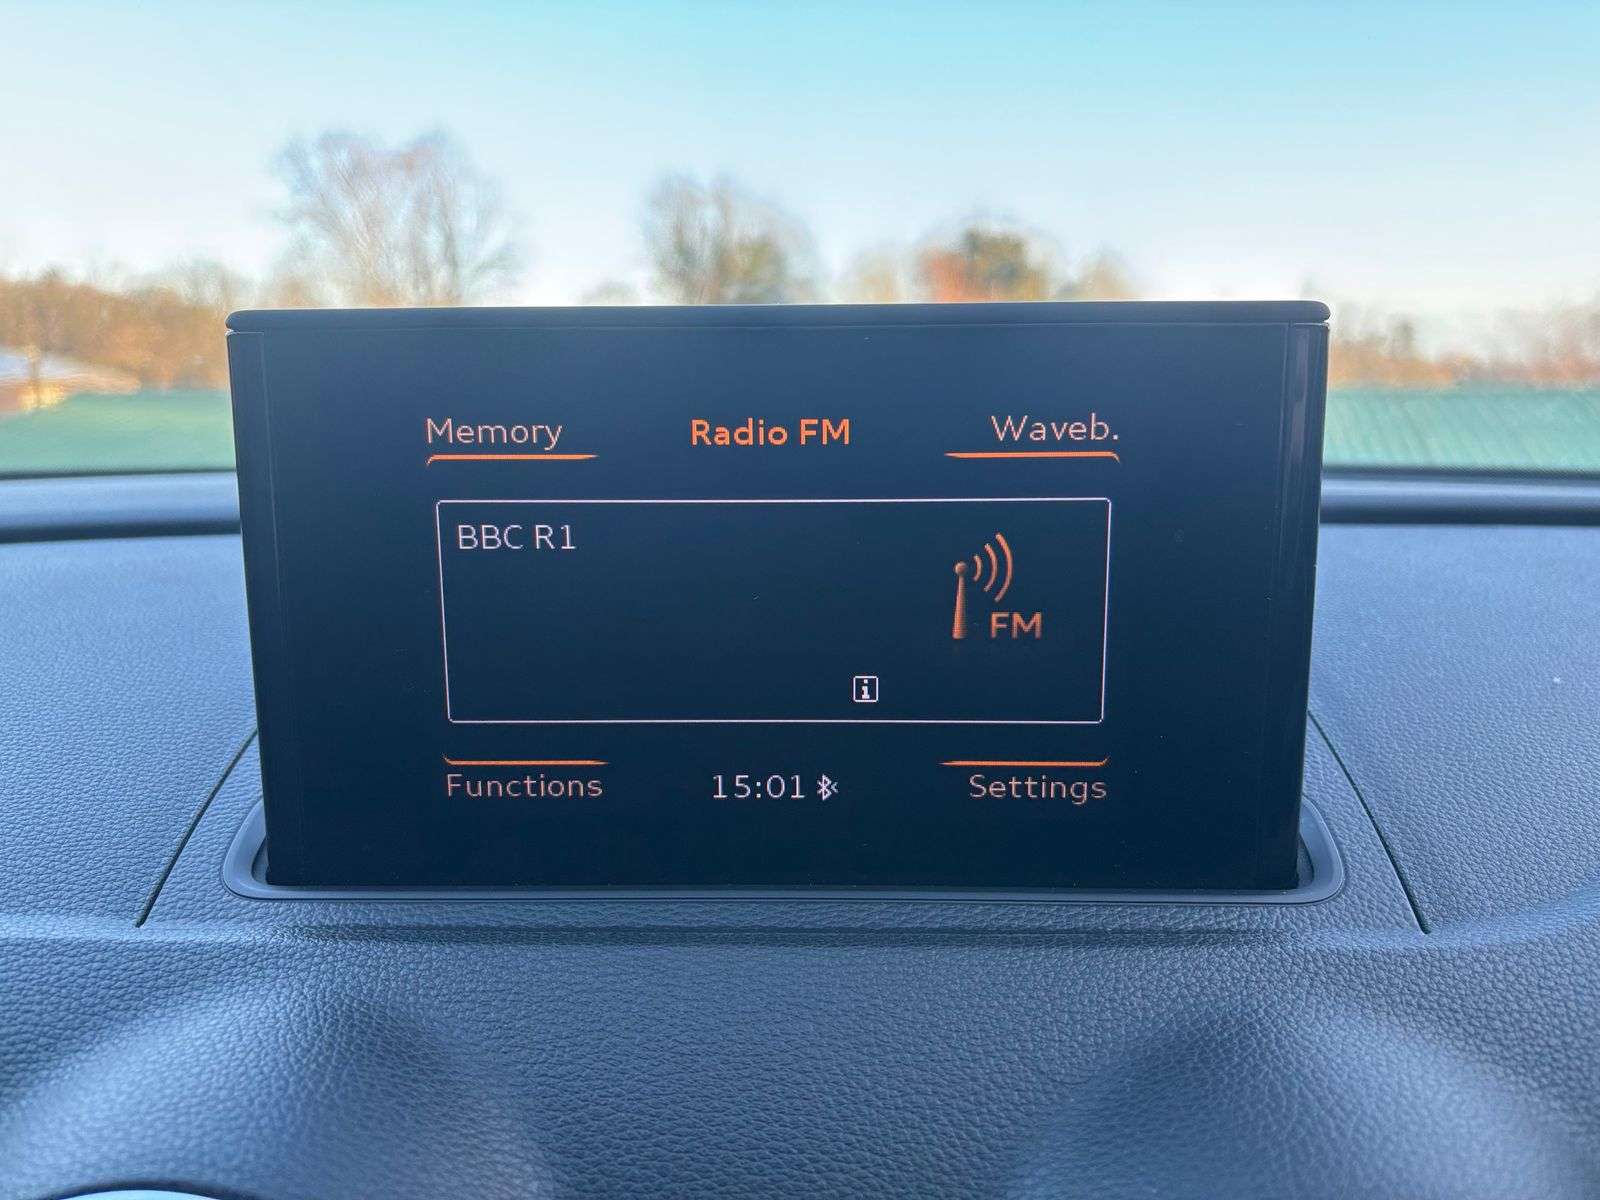 Memory Radio FM Waveb.
BBC R1
FM
i
Functions 15:01 Settings